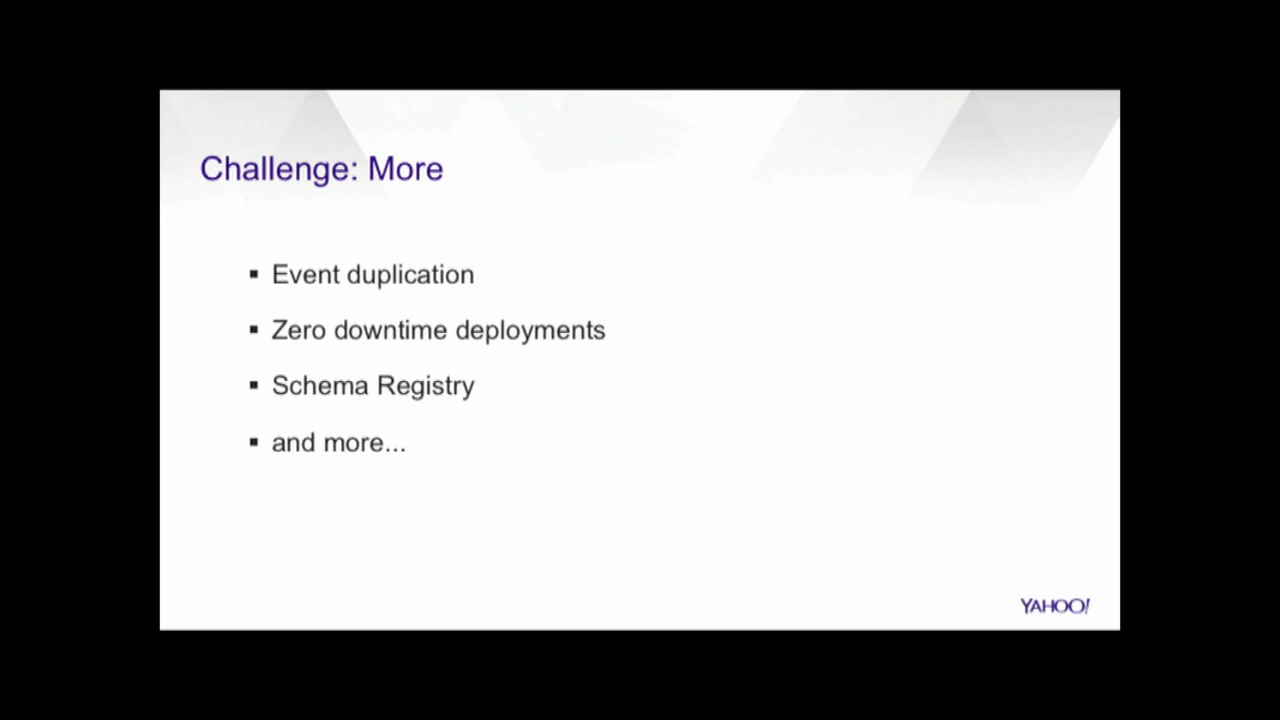 Challenge: More
▪ Event duplication
▪ Zero downtime deployments
▪ Schema Registry
▪ and more...
YAHOO!